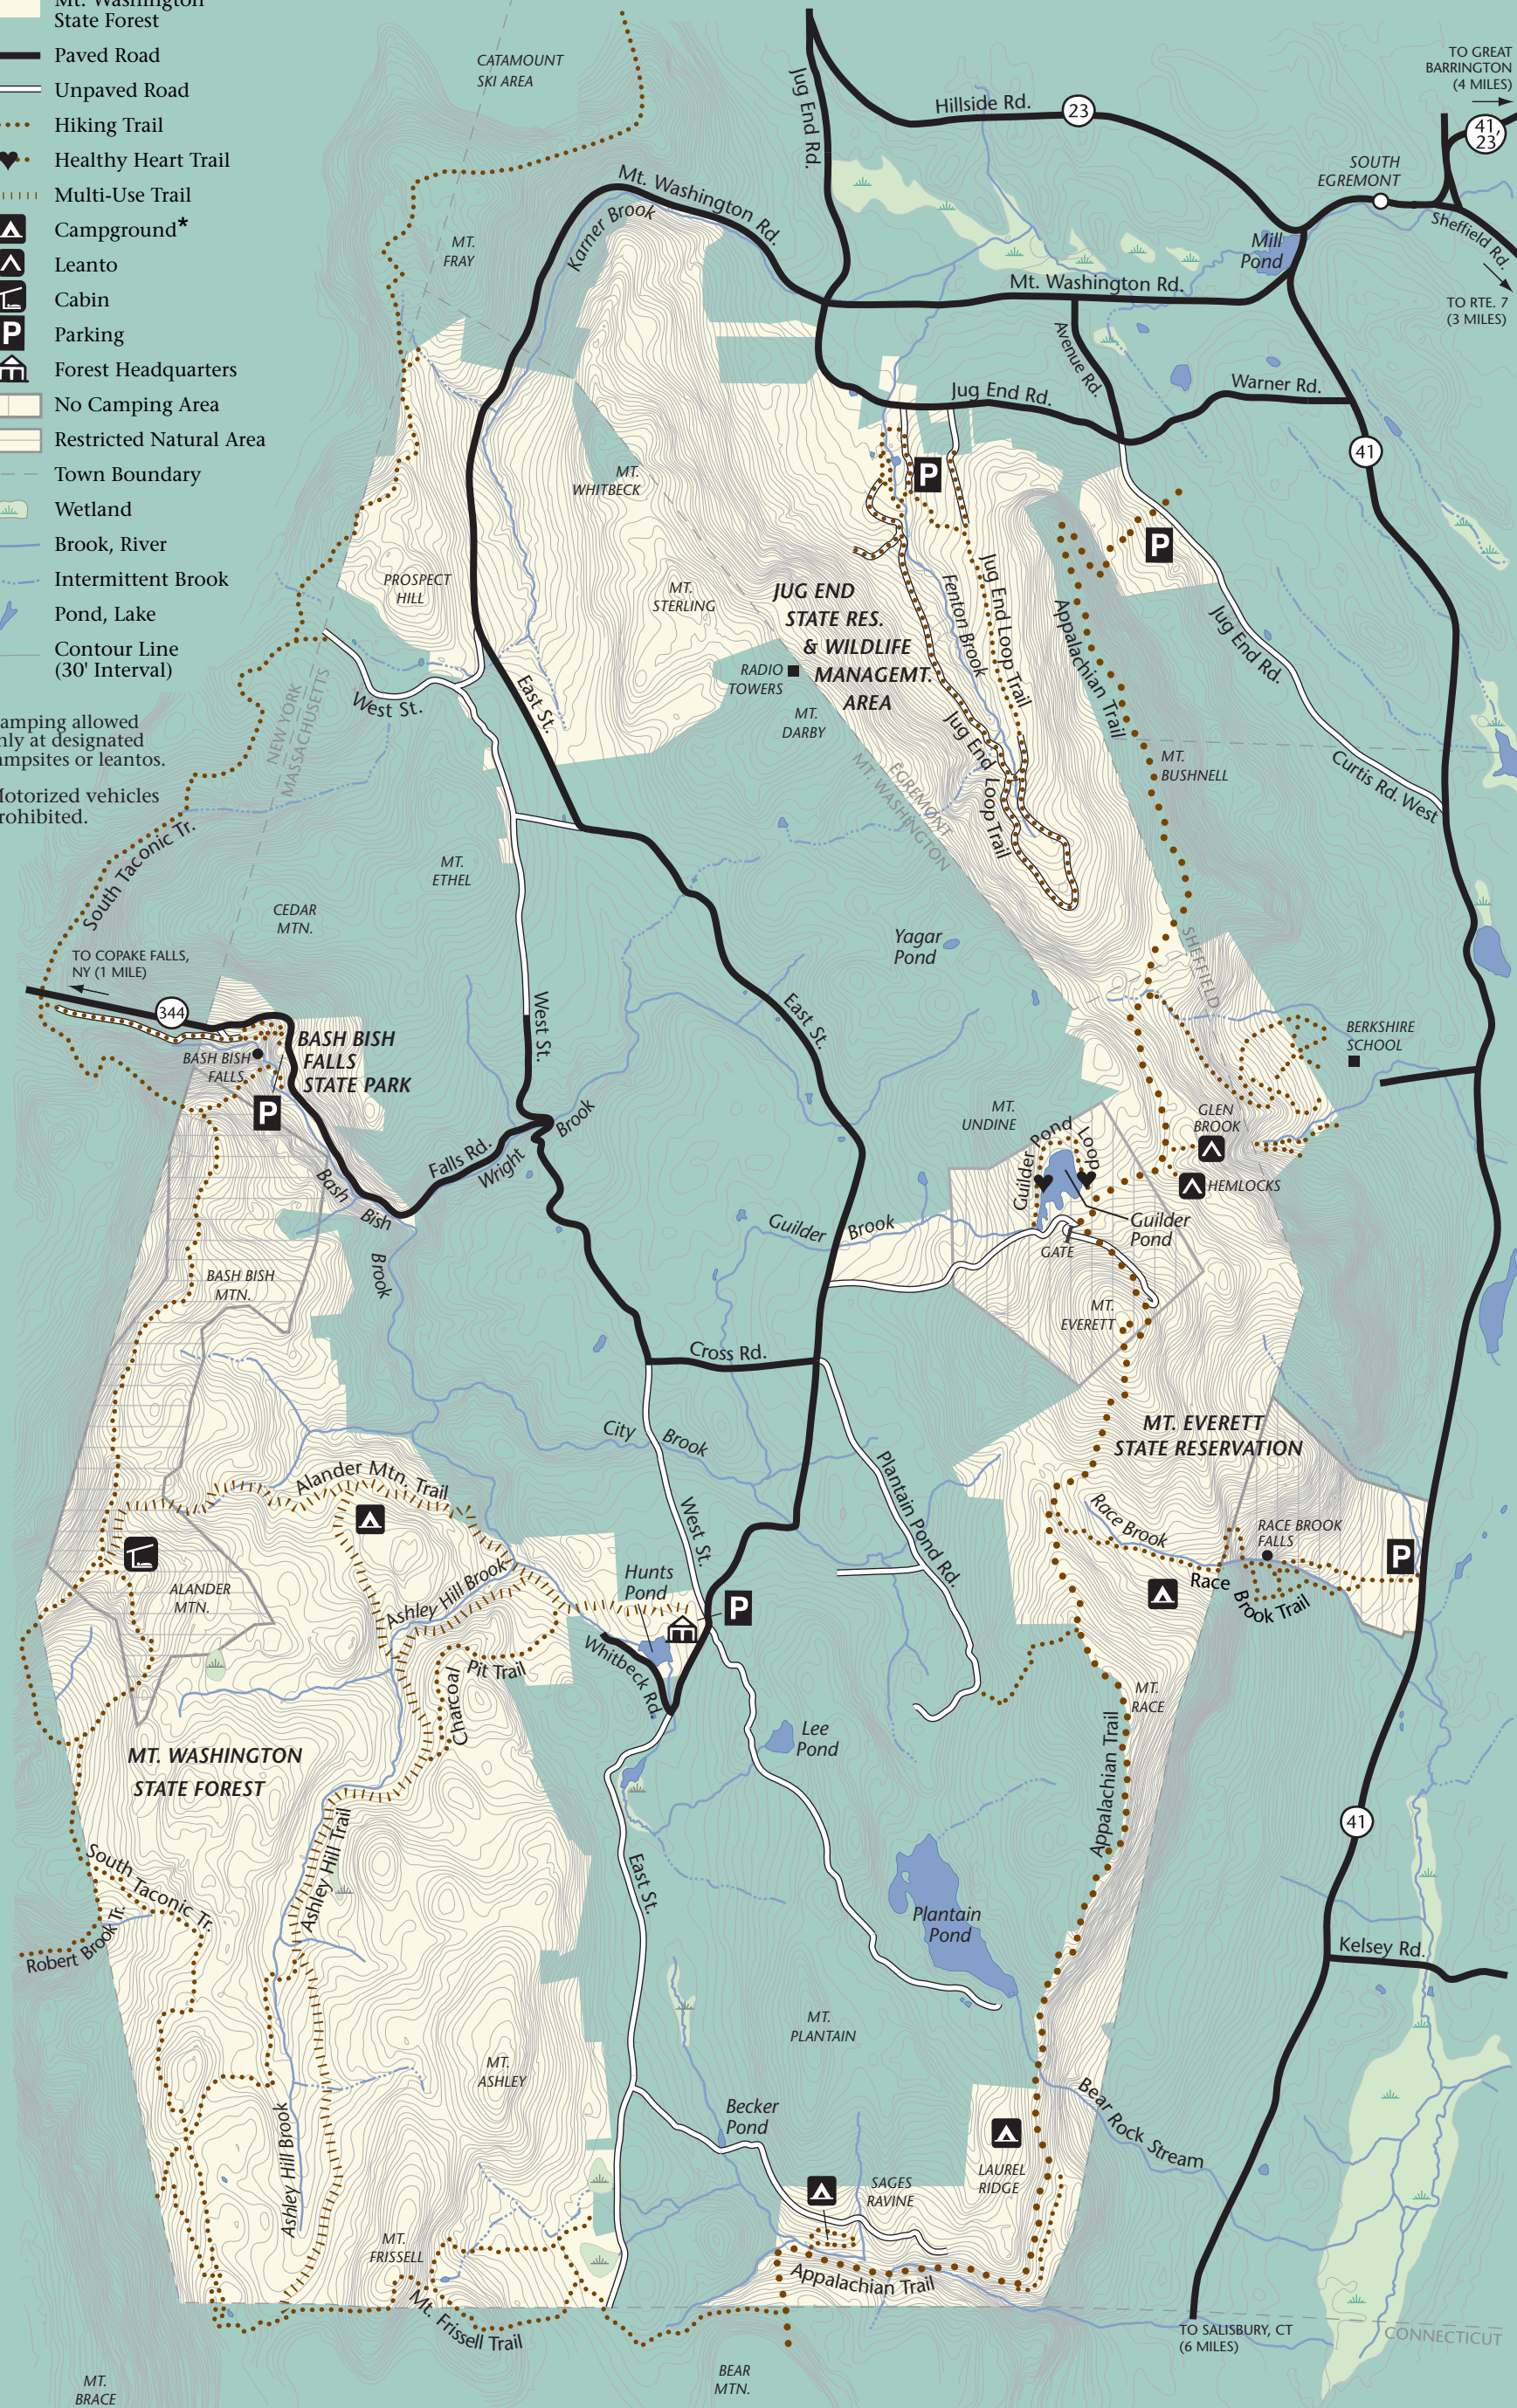 Mt. Washington
State Forest
Paved Road
Unpaved Road
Hiking Trail
Healthy Heart Trail
Multi-Use Trail
Campground*
Leanto
Cabin
P Parking
Forest Headquarters
No Camping Area
Restricted Natural Area
Town Boundary
Wetland
Brook, River
Intermittent Brook
Pond, Lake
Contour Line
(30' Interval)
amping allowed
nly at designated
ampsites or leantos.
Motorized vehicles
rohibited.
CATAMOUNT
SKI AREA
Jug End Rd.
Hillside Rd.
23
TO GREAT
BARRINGTON
(4 MILES)
41,
23
SOUTH
EGREMONT
Sheffield Rd.
TO RTE. 7
(3 MILES)
Mt. Washington Rd.
Karner Brook
MT.
FRAY
Mill
Pond
Mt. Washington Rd.
Avenue Rd.
Jug End Rd.
Warner Rd.
41
P
P
MT.
WHITBECK
PROSPECT
HILL
MT.
STERLING
JUG END
STATE RES.
& WILDLIFE
MANAGEMT.
AREA
RADIO
TOWERS
MT.
DARBY
Fenton Brook
Jug End Loop Trail
Jug End Loop Trail
Appalachian Trail
Jug End Rd.
Curtis Rd. West
MT.
BUSHNELL
EGREMONT
MT. WASHINGTON
West St.
East St.
NEW YORK
MASSACHUSETTS
South Taconic Tr.
MT.
ETHEL
CEDAR
MTN.
Yagar
Pond
SHEFFIELD
TO COPAKE FALLS,
NY (1 MILE)
344
BASH BISH
FALLS
STATE PARK
BASH BISH
FALLS
P
West St.
East St.
BERKSHIRE
SCHOOL
Falls Rd.
Wright Brook
Bash Bish Brook
MT.
UNDINE
GLEN
BROOK
HEMLOCKS
Guilder Pond Loop
Guilder
Pond
GATE
Guilder Brook
BASH BISH
MTN.
MT.
EVERETT
Cross Rd.
City Brook
MT. EVERETT
STATE RESERVATION
Alander Mtn. Trail
West St.
Plantain Pond Rd.
Race Brook
RACE BROOK
FALLS
P
Race Brook Trail
ALANDER
MTN.
Ashley Hill Brook
Hunts
Pond
P
Whitbeck Rd.
Pit Trail
Charcoal
MT.
RACE
Lee
Pond
MT. WASHINGTON
STATE FOREST
Appalachian Trail
41
Ashley Hill Trail
South Taconic Tr.
East St.
Plantain
Pond
Robert Brook Tr.
Kelsey Rd.
MT.
PLANTAIN
MT.
ASHLEY
Becker
Pond
Bear Rock Stream
Ashley Hill Brook
SAGES
RAVINE
LAUREL
RIDGE
MT.
FRISSELL
Appalachian Trail
Mt. Frissell Trail
TO SALISBURY, CT
(6 MILES)
CONNECTICUT
BEAR
MTN.
MT.
BRACE